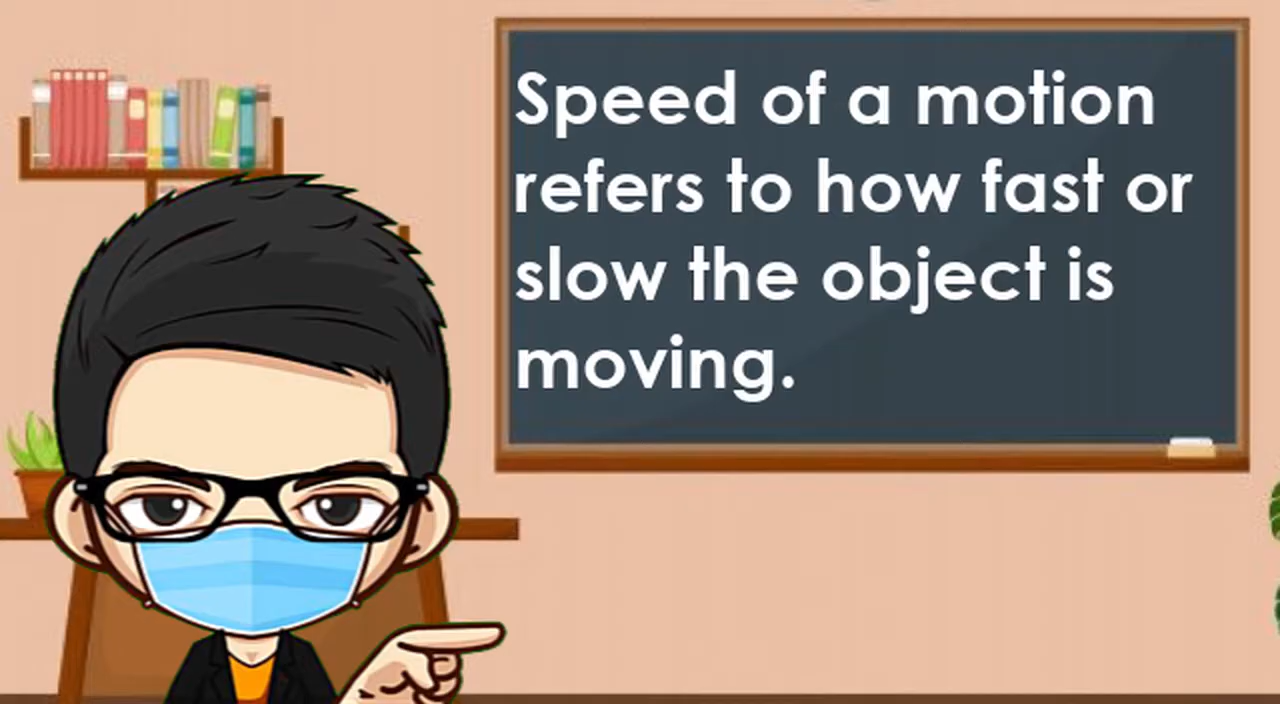 Speed of a motion
refers to how fast or
slow the object is
moving.